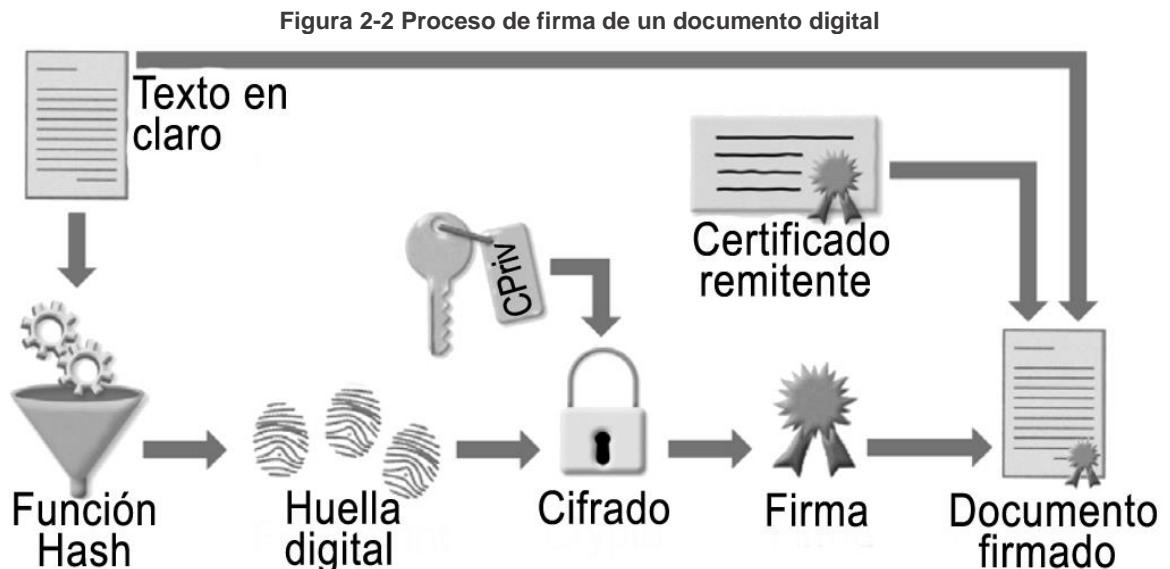 Figura 2-2 Proceso de firma de un documento digital
Texto en
claro
Certificado
remitente
CPriv
Función
Hash
Huella
digital
Cifrado
Firma
Documento
firmado